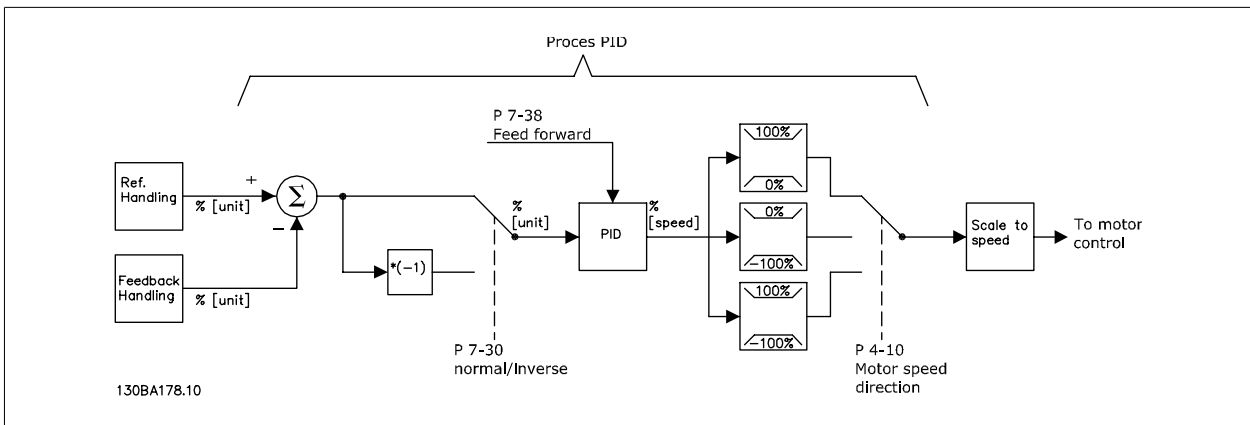 Proces PID
P 7-38
Feed forward
Ref.
Handling
+
% [unit]
Σ
−
Feedback
Handling
% [unit]
*(-1)
%
[unit]
P 7-30
normal/Inverse
PID
%
[speed]
100%
0%
0%
-100%
100%
-100%
P 4-10
Motor speed
direction
Scale to
speed
To motor
control
130BA178.10